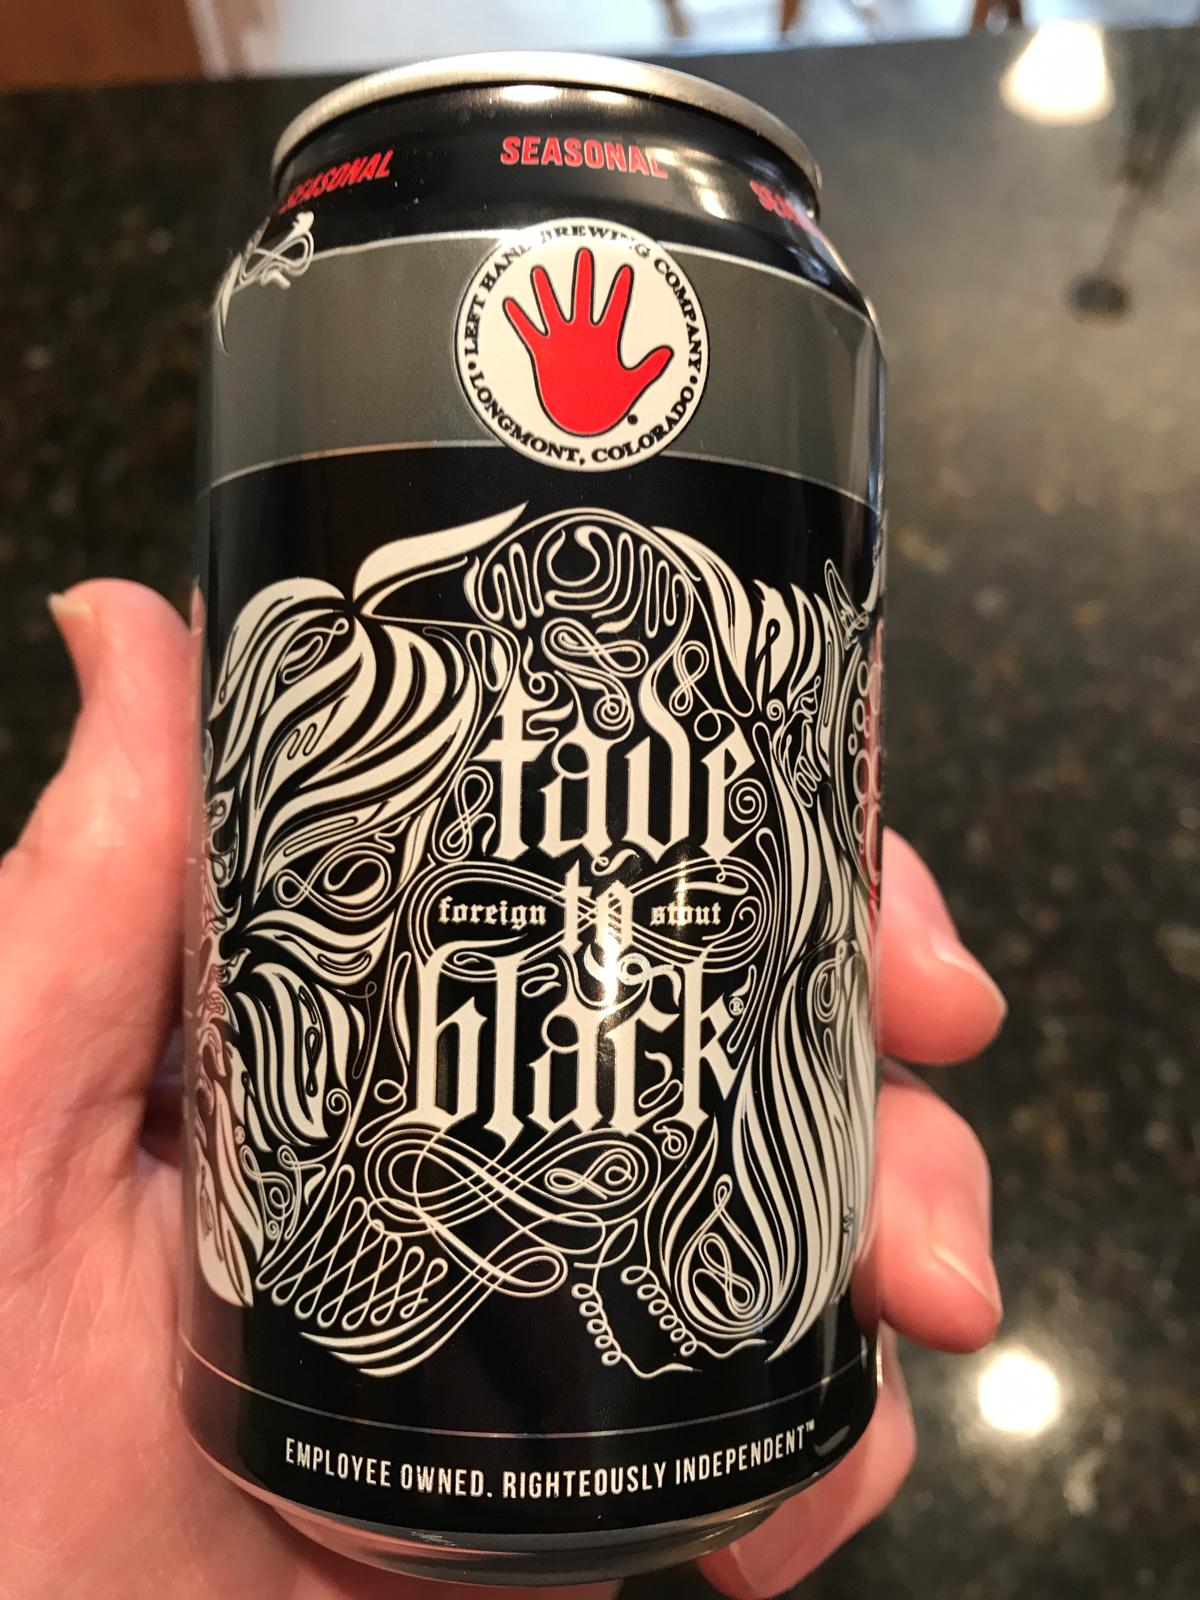 SEASONAL SEASONAL
LEFT HAND BREWING COMPANY
• LONGMONT, COLORADO •
fade
to
foreign stout
black®
EMPLOYEE OWNED. RIGHTEOUSLY INDEPENDENT™